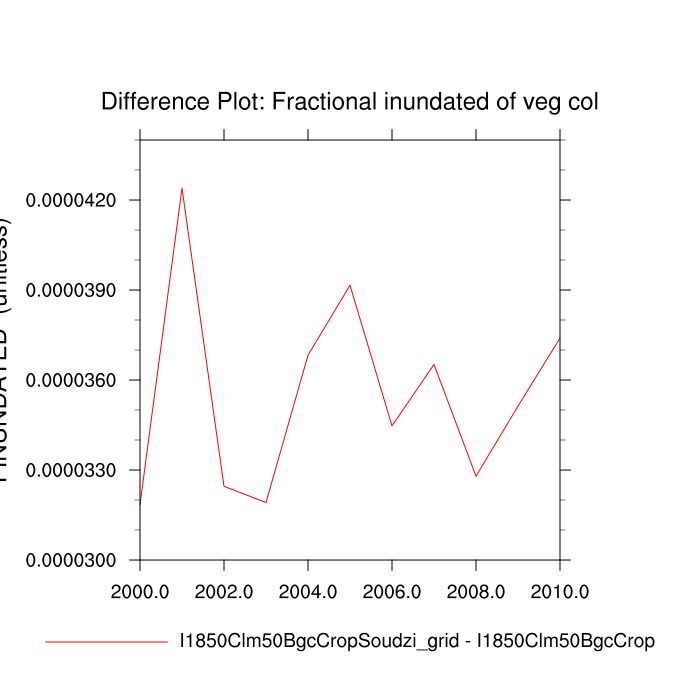 Difference Plot: Fractional inundated of veg col
(unitless)
0.0000420
0.0000390
0.0000360
0.0000330
0.0000300
2000.0 2002.0 2004.0 2006.0 2008.0 2010.0
I1850Clm50BgcCropSoudzi_grid - I1850Clm50BgcCrop